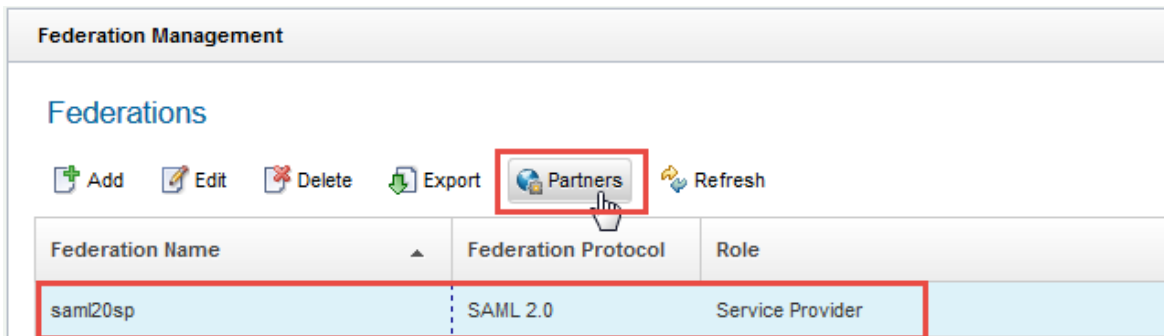 Federation Management
Federations
Add Edit Delete Export Partners Refresh
Federation Name Federation Protocol Role
saml20sp SAML 2.0 Service Provider